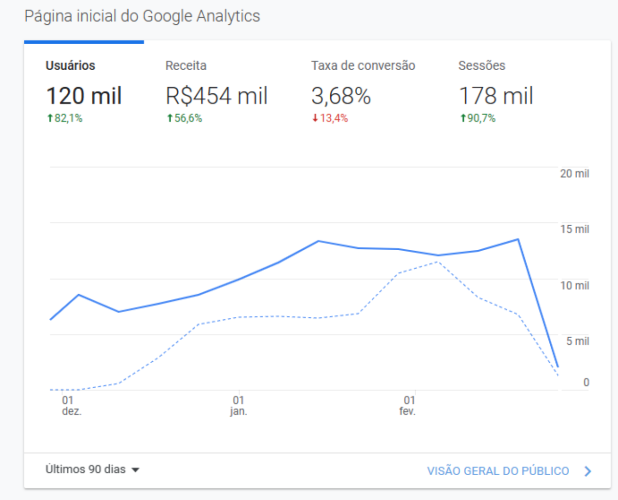 Página inicial do Google Analytics
Usuários
Receita
Taxa de conversão
Sessões
120 mil
R$454 mil
3,68%
178 mil
82,1%
56,6%
13,4%
90,7%
20 mil
15 mil
10 mil
5 mil
0
01
dez.
01
jan.
01
fev.
Últimos 90 dias
VISÃO GERAL DO PÚBLICO